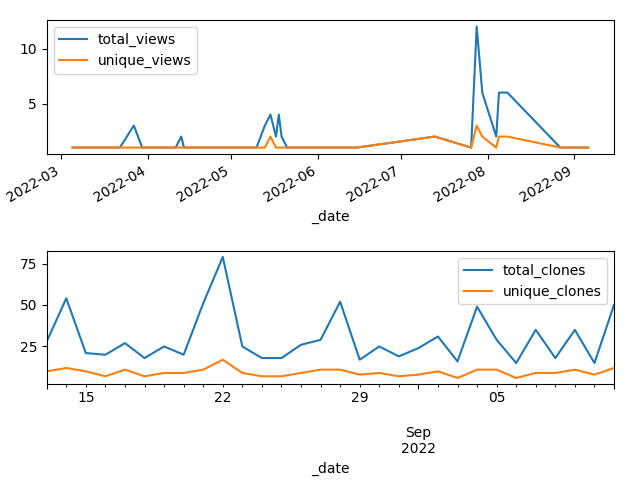 total_views
unique_views
10
5
2022-03
2022-04
2022-05
2022-06
2022-07
2022-08
2022-09
_date
total_clones
unique_clones
75
50
25
15
22
29
05
Sep
2022
_date